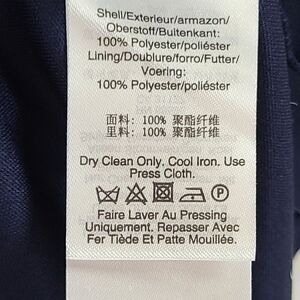 Shell/Exterieur/armazon/
Oberstoff/Buitenkant:
100% Polyester/poliéster
Lining/Doublure/forro/Futter/
Voering:
100% Polyester/poliéster
面料: 100% 聚酯纤维
里料: 100% 聚酯纤维
Dry Clean Only. Cool Iron. Use
Press Cloth.
Faire Laver Au Pressing
Uniquement. Repasser Avec
Fer Tiède Et Patte Mouillée.